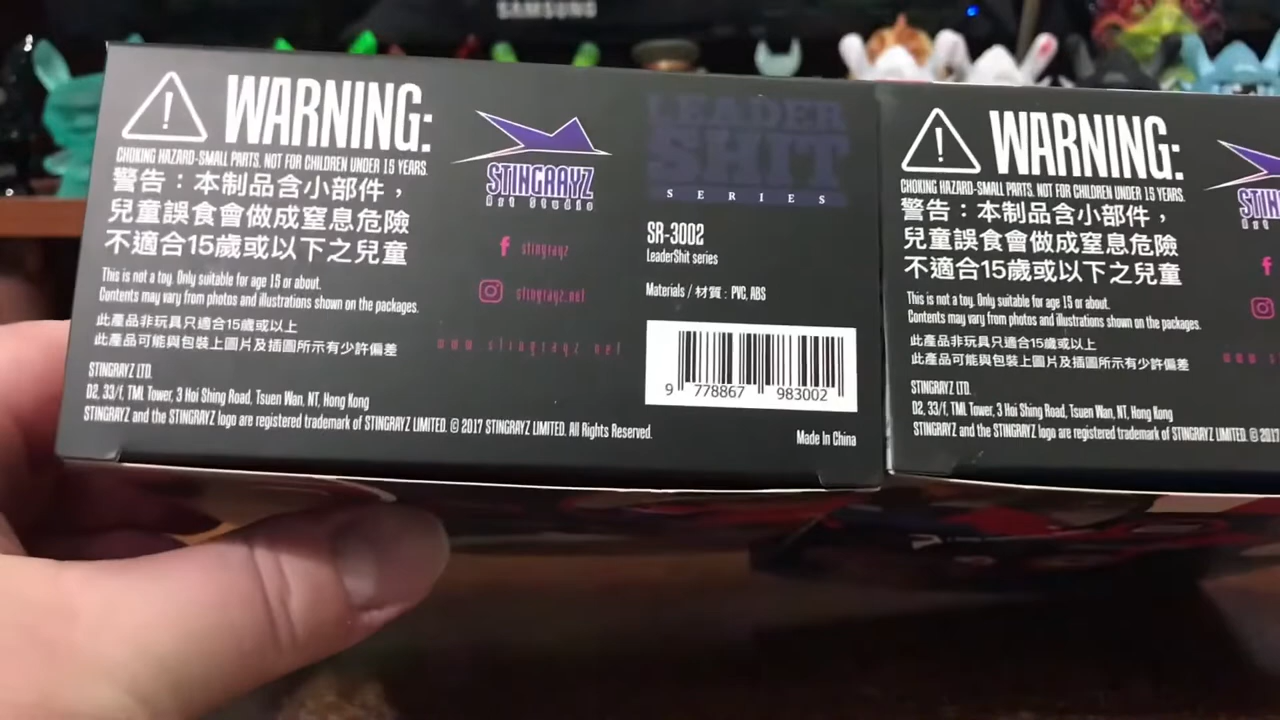 SAMSUNG
WARNING:
CHOKING HAZARD-SMALL PARTS. NOT FOR CHILDREN UNDER 15 YEARS.
警告：本制品含小部件，
兒童誤食會做成窒息危險
不適合15歲或以下之兒童
This is not a toy. Only suitable for age 15 or about.
Contents may vary from photos and illustrations shown on the packages.
此產品非玩具只適合15歲或以上
此產品可能與包裝上圖片及插圖所示有少許偏差
STINGRAYZ LTD.
D2, 33/f, TML Tower, 3 Hoi Shing Road, Tsuen Wan, NT, Hong Kong
STINGRAYZ and the STINGRAYZ logo are registered trademark of STINGRAYZ LIMITED. © 2017 STINGRAYZ LIMITED. All Rights Reserved.
STINGRAYZ
Art Studio
stingrayz
stingrayz.net
www.stingrayz.net
LEADER
SHIT
SERIES
SR-3002
LeaderShit series
Materials / 材質 : PVC, ABS
9 778867 983002
Made In China
WARNING:
CHOKING HAZARD-SMALL PARTS. NOT FOR CHILDREN UNDER 15 YEARS.
警告：本制品含小部件，
兒童誤食會做成窒息危險
不適合15歲或以下之兒童
This is not a toy. Only suitable for age 15 or about.
Contents may vary from photos and illustrations shown on the packages.
此產品非玩具只適合15歲或以上
此產品可能與包裝上圖片及插圖所示有少許偏差
STINGRAYZ LTD.
D2, 33/f, TML Tower, 3 Hoi Shing Road, Tsuen Wan, NT, Hong Kong
STINGRAYZ and the STINGRAYZ logo are registered trademark of STINGRAYZ LIMITED. © 2017